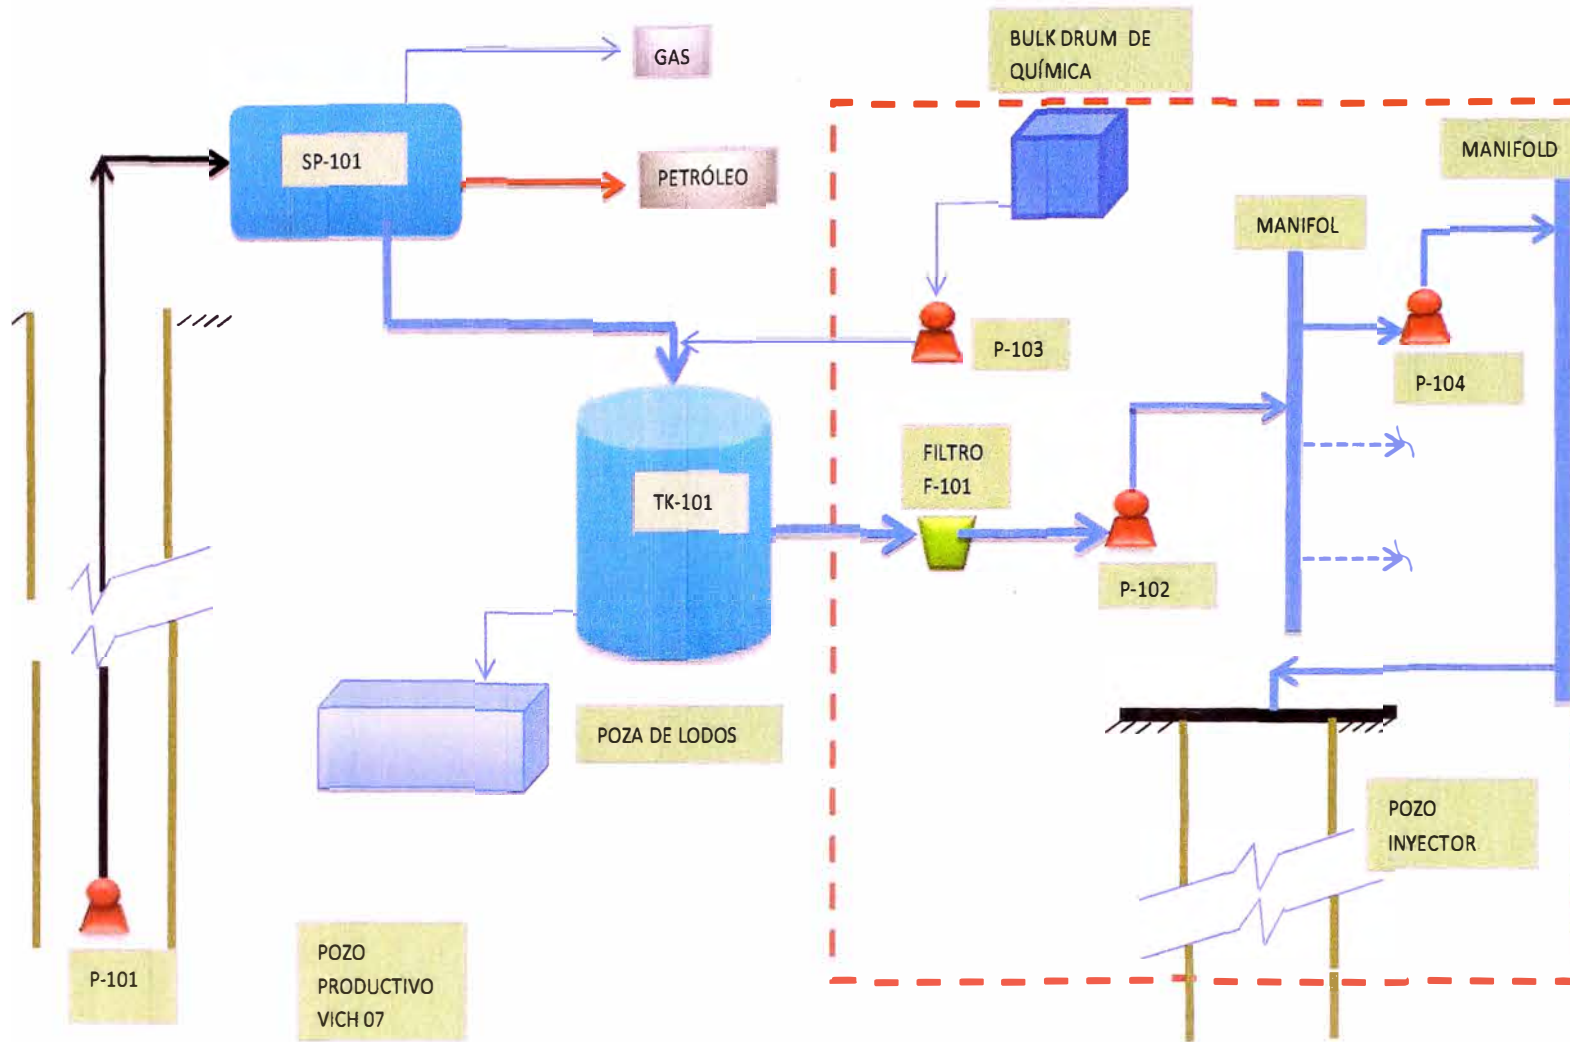 GAS
BULK DRUM DE
QUÍMICA
SP-101
PETRÓLEO
MANIFOLD
MANIFOL
P-103
P-104
FILTRO
F-101
TK-101
P-102
POZA DE LODOS
POZO
INYECTOR
P-101
POZO
PRODUCTIVO
VICH 07